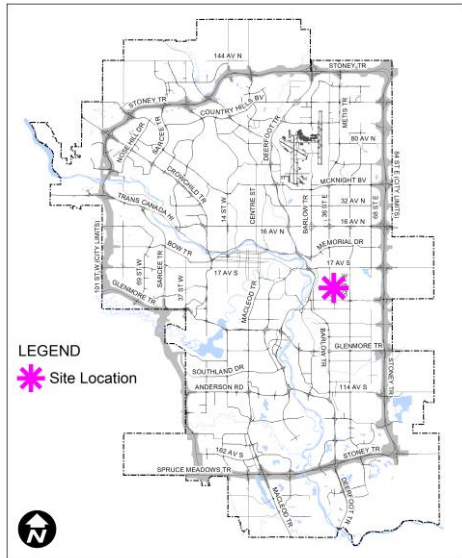 144 AV N
STONEY TR
STONEY TR
COUNTRY HILLS BV
NOSE HILL DR
SARCEE TR
DEERFOOT TR
METIS TR
80 AV N
CROWCHILD TR
MCKNIGHT BV
84 ST E (CITY LIMITS)
TRANS CANADA HI
14 ST W
CENTRE ST
BARLOW TR
36 ST E
32 AV N
68 ST E
16 AV N
16 AV N
101 ST W (CITY LIMITS)
BOW TR
MEMORIAL DR
69 ST W
SARCEE TR
17 AV S
17 AV S
37 ST W
MACLEOD TR
GLENMORE TR
BARLOW TR
GLENMORE TR
LEGEND
Site Location
SOUTHLAND DR
ANDERSON RD
114 AV S
STONEY TR
162 AV S
STONEY TR
SPRUCE MEADOWS TR
MACLEOD TR
DEERFOOT TR
N